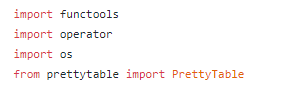 import functools
import operator
import os
from prettytable import PrettyTable